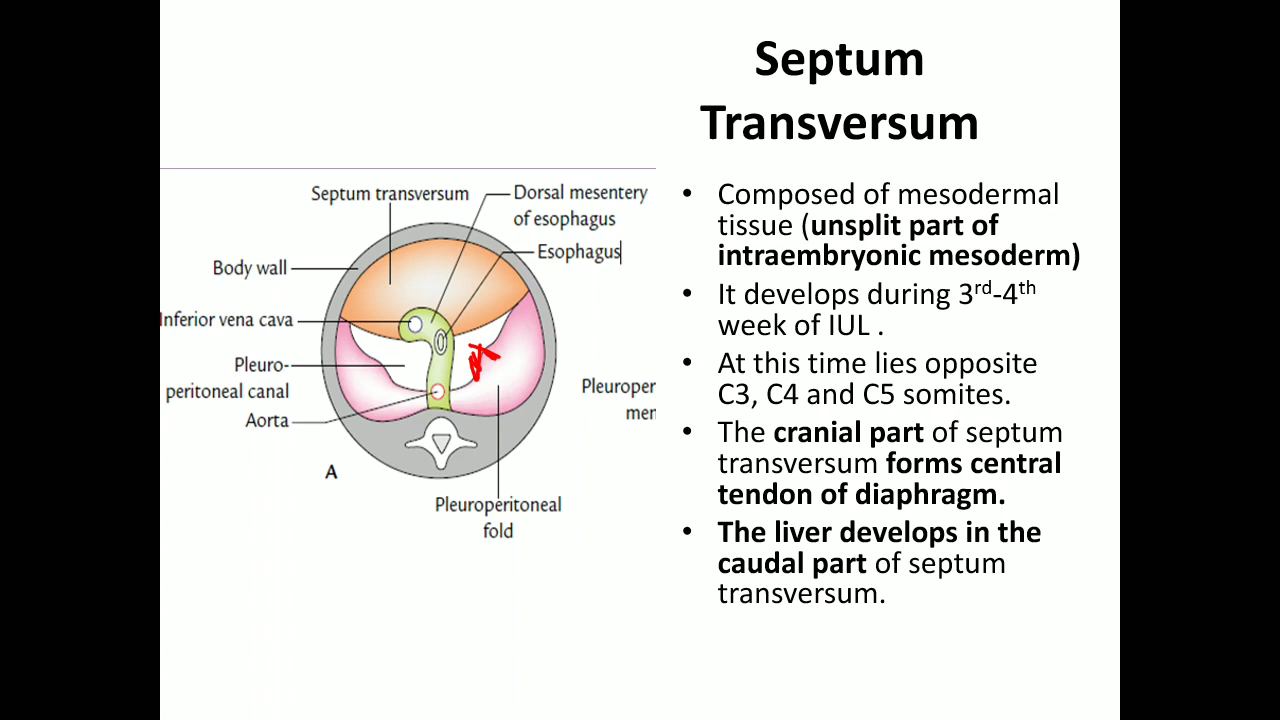 Septum
Transversum
Septum transversum
Dorsal mesentery
of esophagus
Esophagus
Body wall
Inferior vena cava
Pleuro-
peritoneal canal
Aorta
A
Pleuroperitoneal
fold
Pleuroper
mer
• Composed of mesodermal
tissue (unsplit part of
intraembryonic mesoderm)
• It develops during 3rd-4th
week of IUL .
• At this time lies opposite
C3, C4 and C5 somites.
• The cranial part of septum
transversum forms central
tendon of diaphragm.
• The liver develops in the
caudal part of septum
transversum.